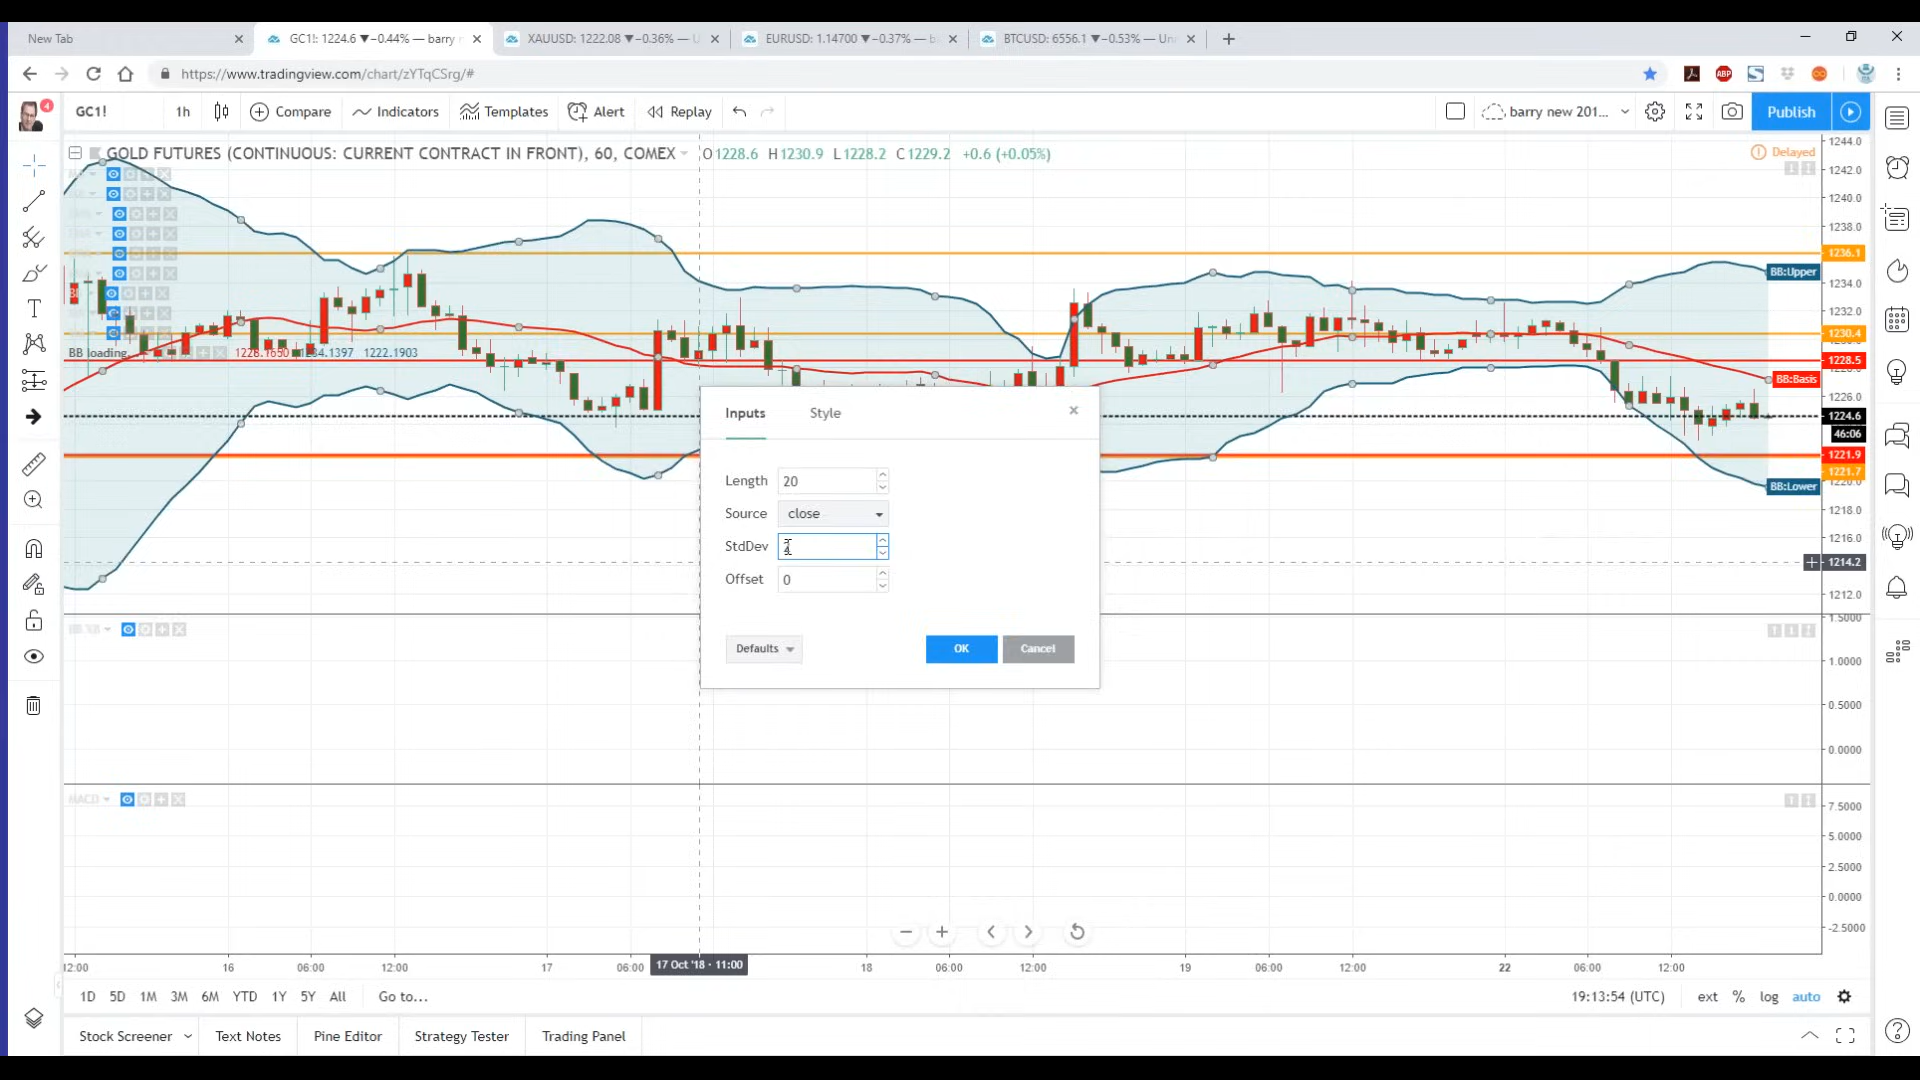 New Tab
GC1!: 1224.6 ▼−0.44% — barry
XAUUSD: 1222.08 ▼−0.36% — U
EURUSD: 1.14700 ▼−0.37% — b
BTCUSD: 6556.1 ▼−0.53% — Un
https://www.tradingview.com/chart/zYTqCSrg/#
ABP
4
GC1!
1h
Compare
Indicators
Templates
Alert
Replay
barry new 201...
Publish
GOLD FUTURES (CONTINUOUS: CURRENT CONTRACT IN FRONT), 60, COMEX
O1228.6 H1230.9 L1228.2 C1229.2 +0.6 (+0.05%)
Delayed
1244.0
1242.0
1240.0
1238.0
1236.1
BB:Upper
1234.0
1232.0
1230.4
BB loading...
1222.1903
1228.5
BB:Basis
1226.0
1224.6
46:06
1221.9
1221.7
BB:Lower
1220.0
1218.0
1216.0
1214.2
1212.0
Inputs
Style
Length 20
Source close
StdDev
Offset 0
Defaults
OK
Cancel
1.5000
1.0000
0.5000
0.0000
MACD
7.5000
5.0000
2.5000
0.0000
-2.5000
12:00
16
06:00
12:00
17
06:00
17 Oct '18 - 11:00
18
06:00
12:00
19
06:00
12:00
22
06:00
12:00
1D 5D 1M 3M 6M YTD 1Y 5Y All Go to...
19:13:54 (UTC) ext % log auto
Stock Screener
Text Notes
Pine Editor
Strategy Tester
Trading Panel